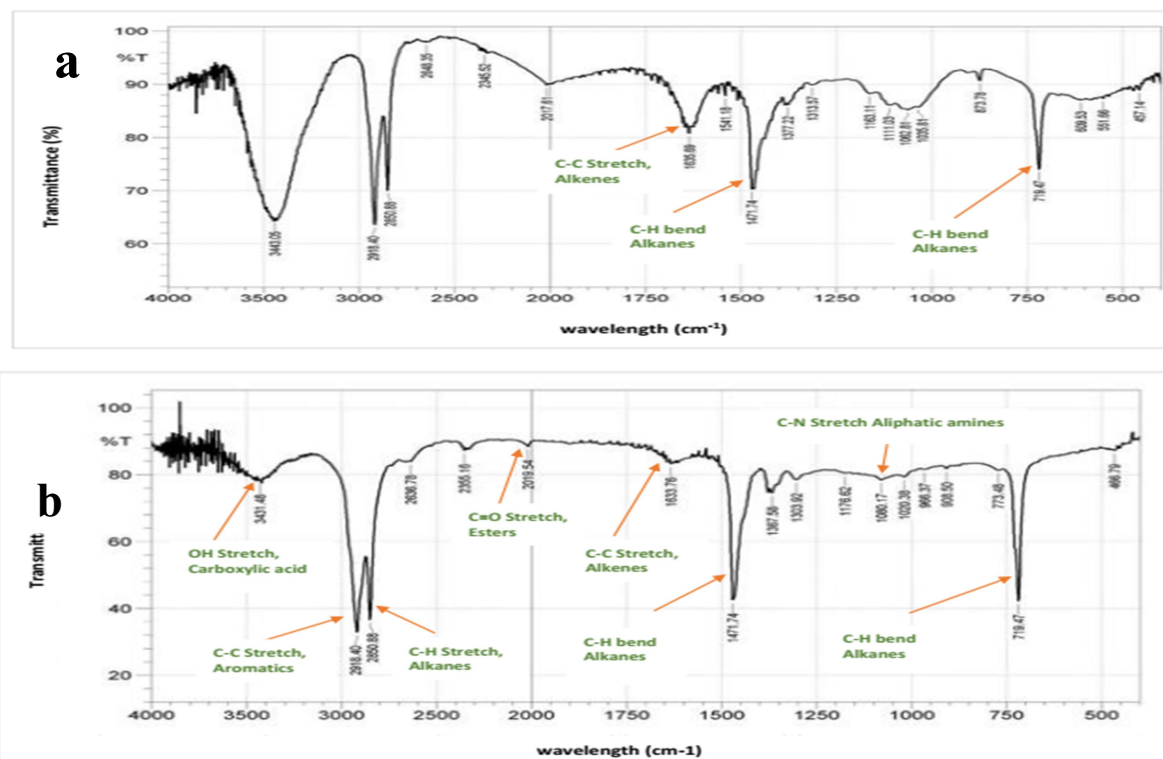 a
100
%T
90
80
70
60
Transmittance (%)
3443.05
2918.40
2850.88
2648.35
2345.52
2017.61
1635.69
1541.18
1471.74
1377.22
1313.57
1163.11
1111.03
1062.81
1035.81
873.78
719.47
609.53
551.66
457.14
C-C Stretch,
Alkenes
C-H bend
Alkanes
C-H bend
Alkanes
4000 3500 3000 2500 2000 1750 1500 1250 1000 750 500
wavelength (cm-1)
b
100
%T
80
60
40
20
Transmitt
C-N Stretch Aliphatic amines
3431.48
2918.40
2850.88
2636.78
2355.16
2019.54
1633.76
1471.74
1367.58
1303.92
1176.62
1080.17
1020.38
966.37
908.50
773.48
719.47
466.79
OH Stretch,
Carboxylic acid
C=O Stretch,
Esters
C-C Stretch,
Alkenes
C-C Stretch,
Aromatics
C-H Stretch,
Alkanes
C-H bend
Alkanes
C-H bend
Alkanes
4000 3500 3000 2500 2000 1750 1500 1250 1000 750 500
wavelength (cm-1)